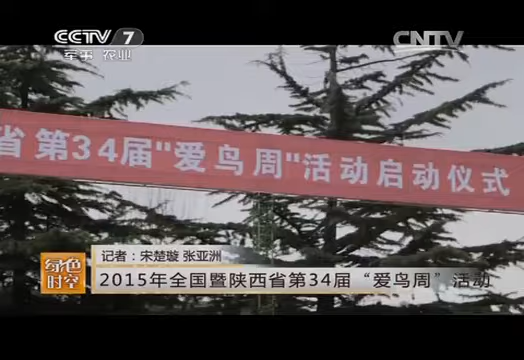 CCTV 7
军事·农业
CNTV
省第34届"爱鸟周"活动启动仪式
记者：宋楚璇 张亚洲
绿色时空
2015年全国暨陕西省第34届“爱鸟周”活动